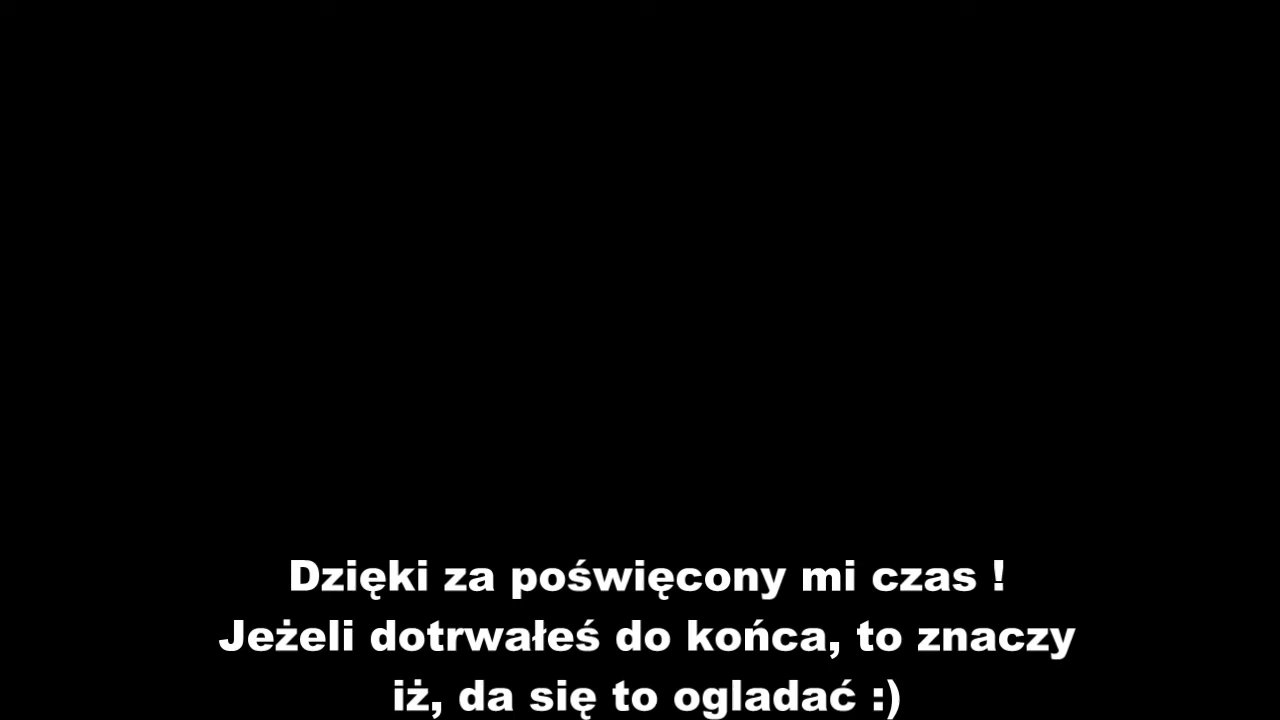 Dzięki za poświęcony mi czas !
Jeżeli dotrwałeś do końca, to znaczy
iż, da się to ogladać :)